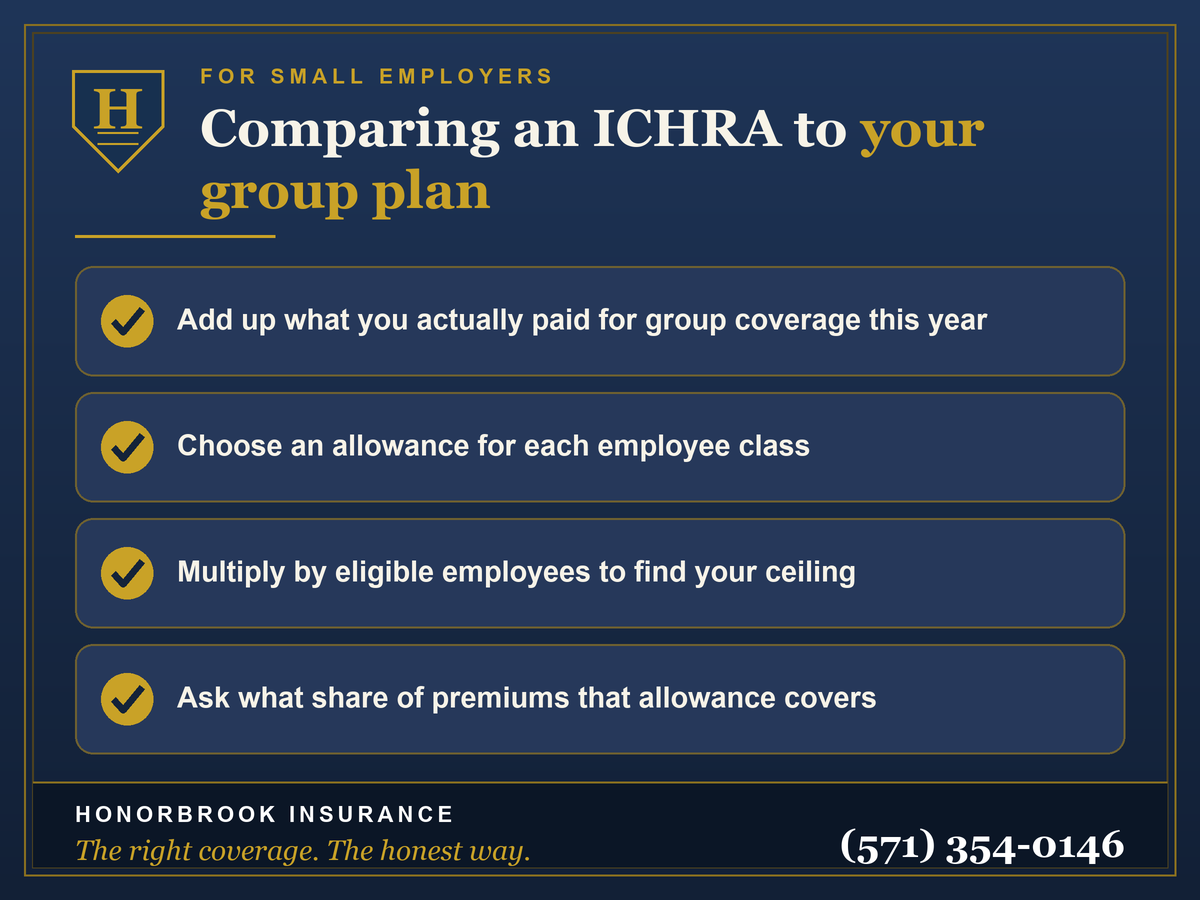 H
FOR SMALL EMPLOYERS
Comparing an ICHRA to your
group plan
Add up what you actually paid for group coverage this year
Choose an allowance for each employee class
Multiply by eligible employees to find your ceiling
Ask what share of premiums that allowance covers
HONORBROOK INSURANCE
The right coverage. The honest way.
(571) 354-0146